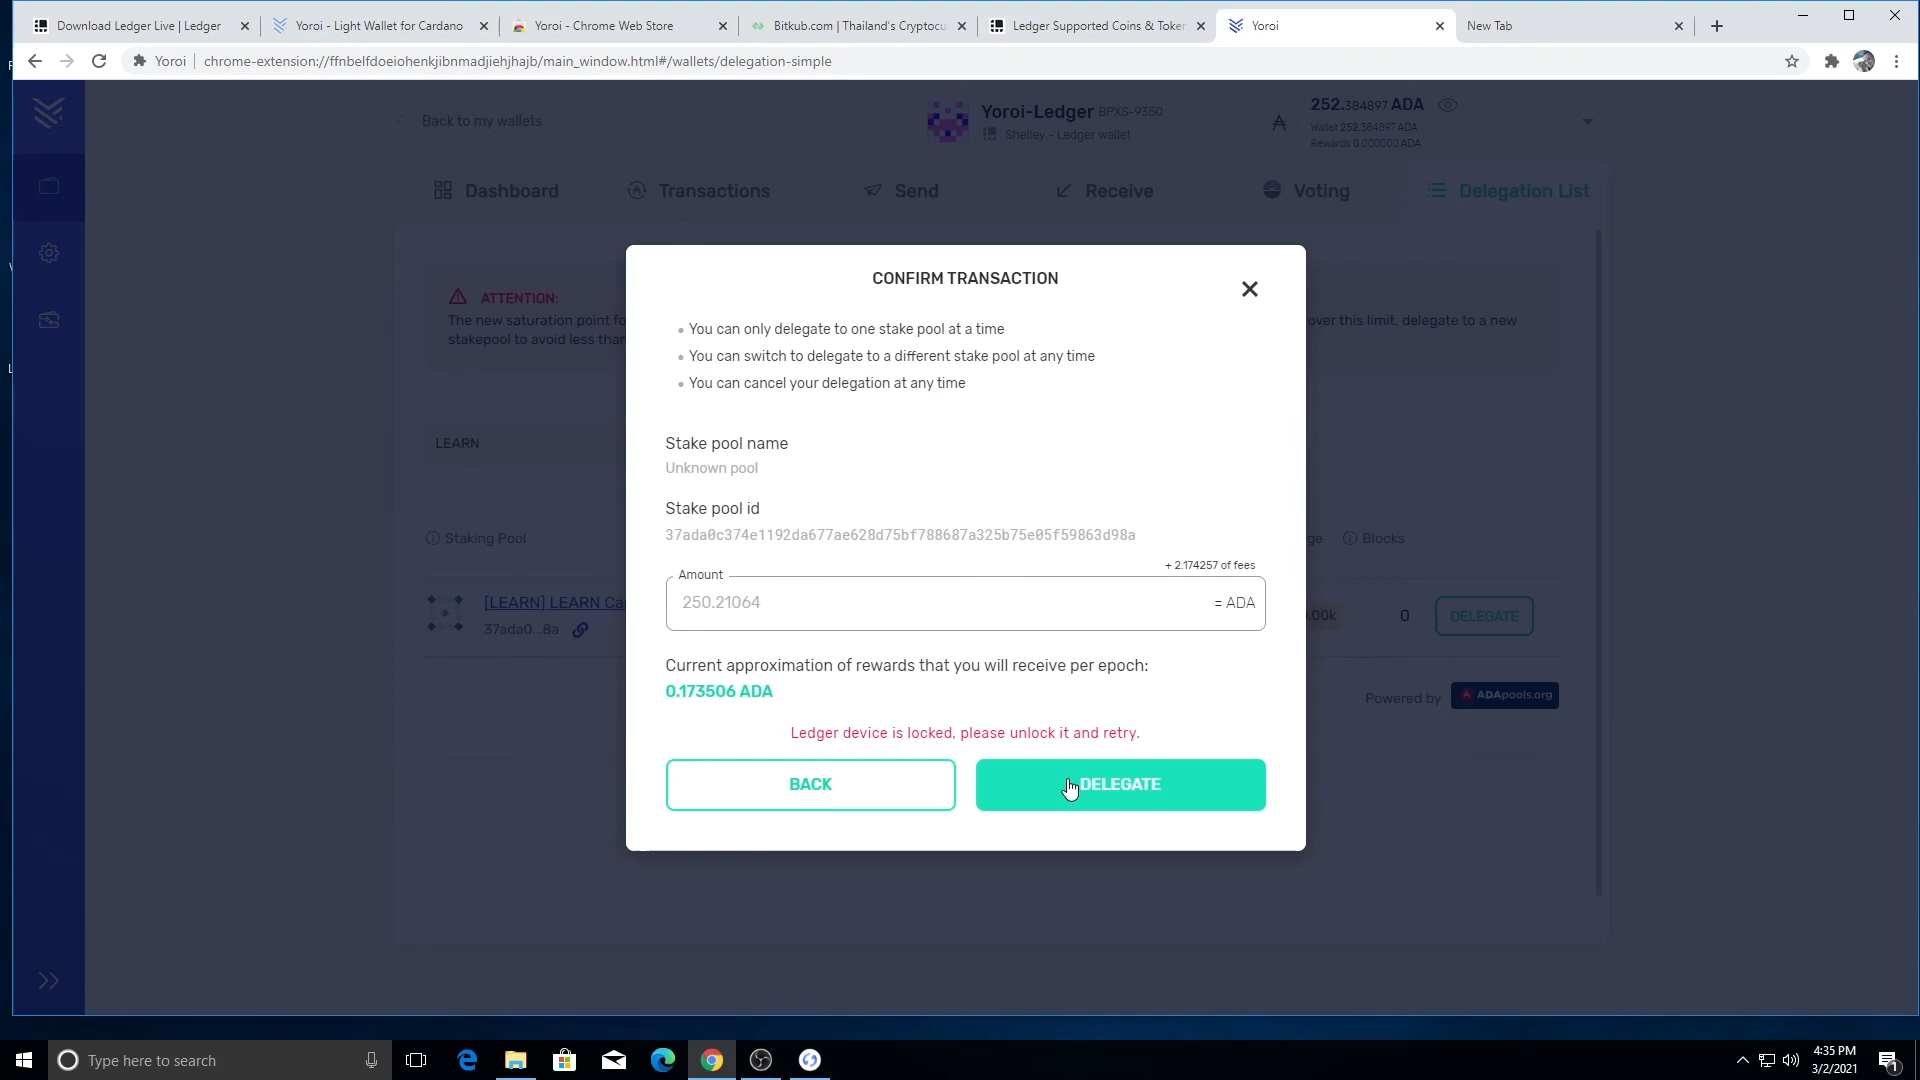 Download Ledger Live | Ledger
Yoroi - Light Wallet for Cardano
Yoroi - Chrome Web Store
Bitkub.com | Thailand's Cryptocu
Ledger Supported Coins & Token
Yoroi
New Tab
Yoroi
chrome-extension://ffnbelfdoeiohenkjibnmadjiehjhajb/main_window.html#/wallets/delegation-simple
Back to my wallets
Yoroi-Ledger BPXS-9350
Shelley - Ledger wallet
252.384897 ADA
Wallet 252.384897 ADA
Rewards 0.000000 ADA
Dashboard
Transactions
Send
Receive
Voting
Delegation List
ATTENTION:
The new saturation point fo
over this limit, delegate to a new
stakepool to avoid less than
CONFIRM TRANSACTION
You can only delegate to one stake pool at a time
You can switch to delegate to a different stake pool at any time
You can cancel your delegation at any time
LEARN
Stake pool name
Unknown pool
Stake pool id
37ada0c374e1192da677ae628d75bf788687a325b75e05f59863d98a
Staking Pool
ge
Blocks
+ 2.174257 of fees
Amount
250.21064
= ADA
[LEARN] LEARN Ca
37ada0...8a
.00k
0
DELEGATE
Current approximation of rewards that you will receive per epoch:
0.173506 ADA
Powered by
ADApools.org
Ledger device is locked, please unlock it and retry.
BACK
DELEGATE
Type here to search
4:35 PM
3/2/2021
1